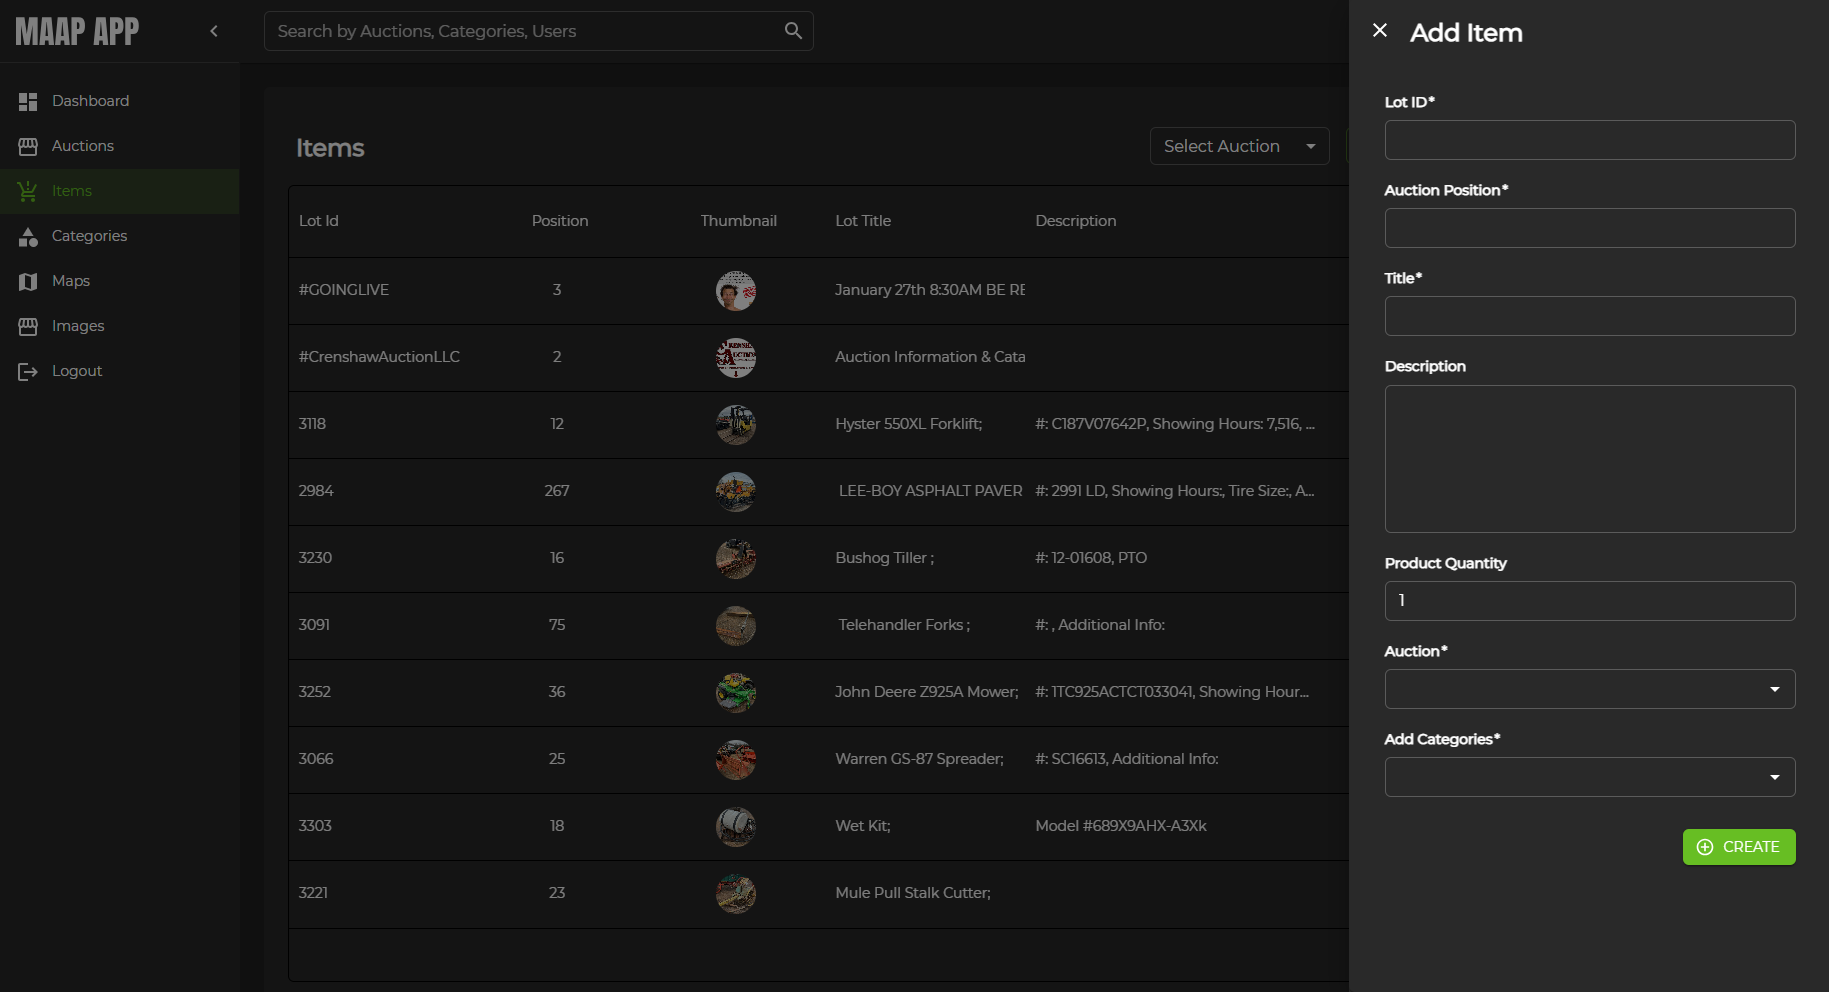 MAAP APP
Search by Auctions, Categories, Users
Add Item
Dashboard
Auctions
Items
Categories
Maps
Images
Logout
Items
Select Auction
Lot Id Position Thumbnail Lot Title Description
#GOINGLIVE 3 January 27th 8:30AM BE RE
#CrenshawAuctionLLC 2 Auction Information & Cata
3118 12 Hyster 550XL Forklift; #: C187V07642P, Showing Hours: 7,516, ...
2984 267 LEE-BOY ASPHALT PAVER #: 2991 LD, Showing Hours:, Tire Size:, A...
3230 16 Bushog Tiller ; #: 12-01608, PTO
3091 75 Telehandler Forks ; #: , Additional Info:
3252 36 John Deere Z925A Mower; #: 1TC925ACTCT033041, Showing Hour...
3066 25 Warren GS-87 Spreader; #: SC16613, Additional Info:
3303 18 Wet Kit; Model #689X9AHX-A3Xk
3221 23 Mule Pull Stalk Cutter;
Lot ID*
Auction Position*
Title*
Description
Product Quantity
1
Auction*
Add Categories*
CREATE